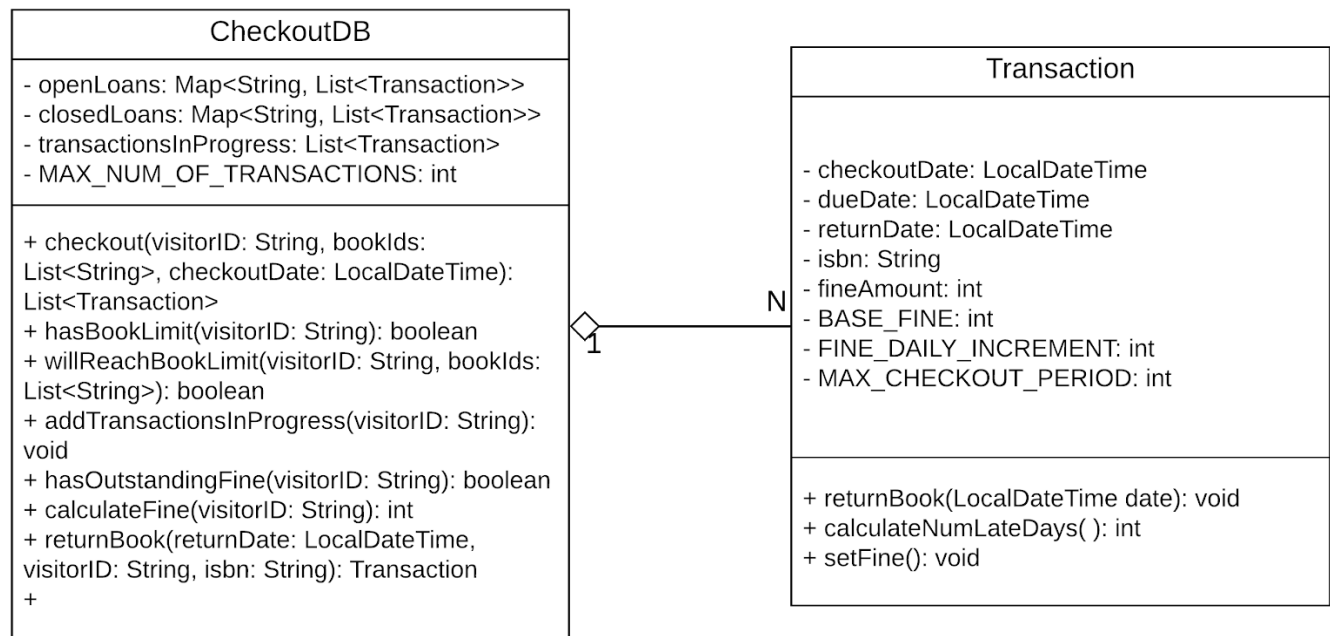 CheckoutDB
- openLoans: Map<String, List<Transaction>>
- closedLoans: Map<String, List<Transaction>>
- transactionsInProgress: List<Transaction>
- MAX_NUM_OF_TRANSACTIONS: int
+ checkout(visitorID: String, bookIds:
List<String>, checkoutDate: LocalDateTime):
List<Transaction>
+ hasBookLimit(visitorID: String): boolean
+ willReachBookLimit(visitorID: String, bookIds:
List<String>): boolean
+ addTransactionsInProgress(visitorID: String):
void
+ hasOutstandingFine(visitorID: String): boolean
+ calculateFine(visitorID: String): int
+ returnBook(returnDate: LocalDateTime,
visitorID: String, isbn: String): Transaction
+
1
N
Transaction
- checkoutDate: LocalDateTime
- dueDate: LocalDateTime
- returnDate: LocalDateTime
- isbn: String
- fineAmount: int
- BASE_FINE: int
- FINE_DAILY_INCREMENT: int
- MAX_CHECKOUT_PERIOD: int
+ returnBook(LocalDateTime date): void
+ calculateNumLateDays( ): int
+ setFine(): void